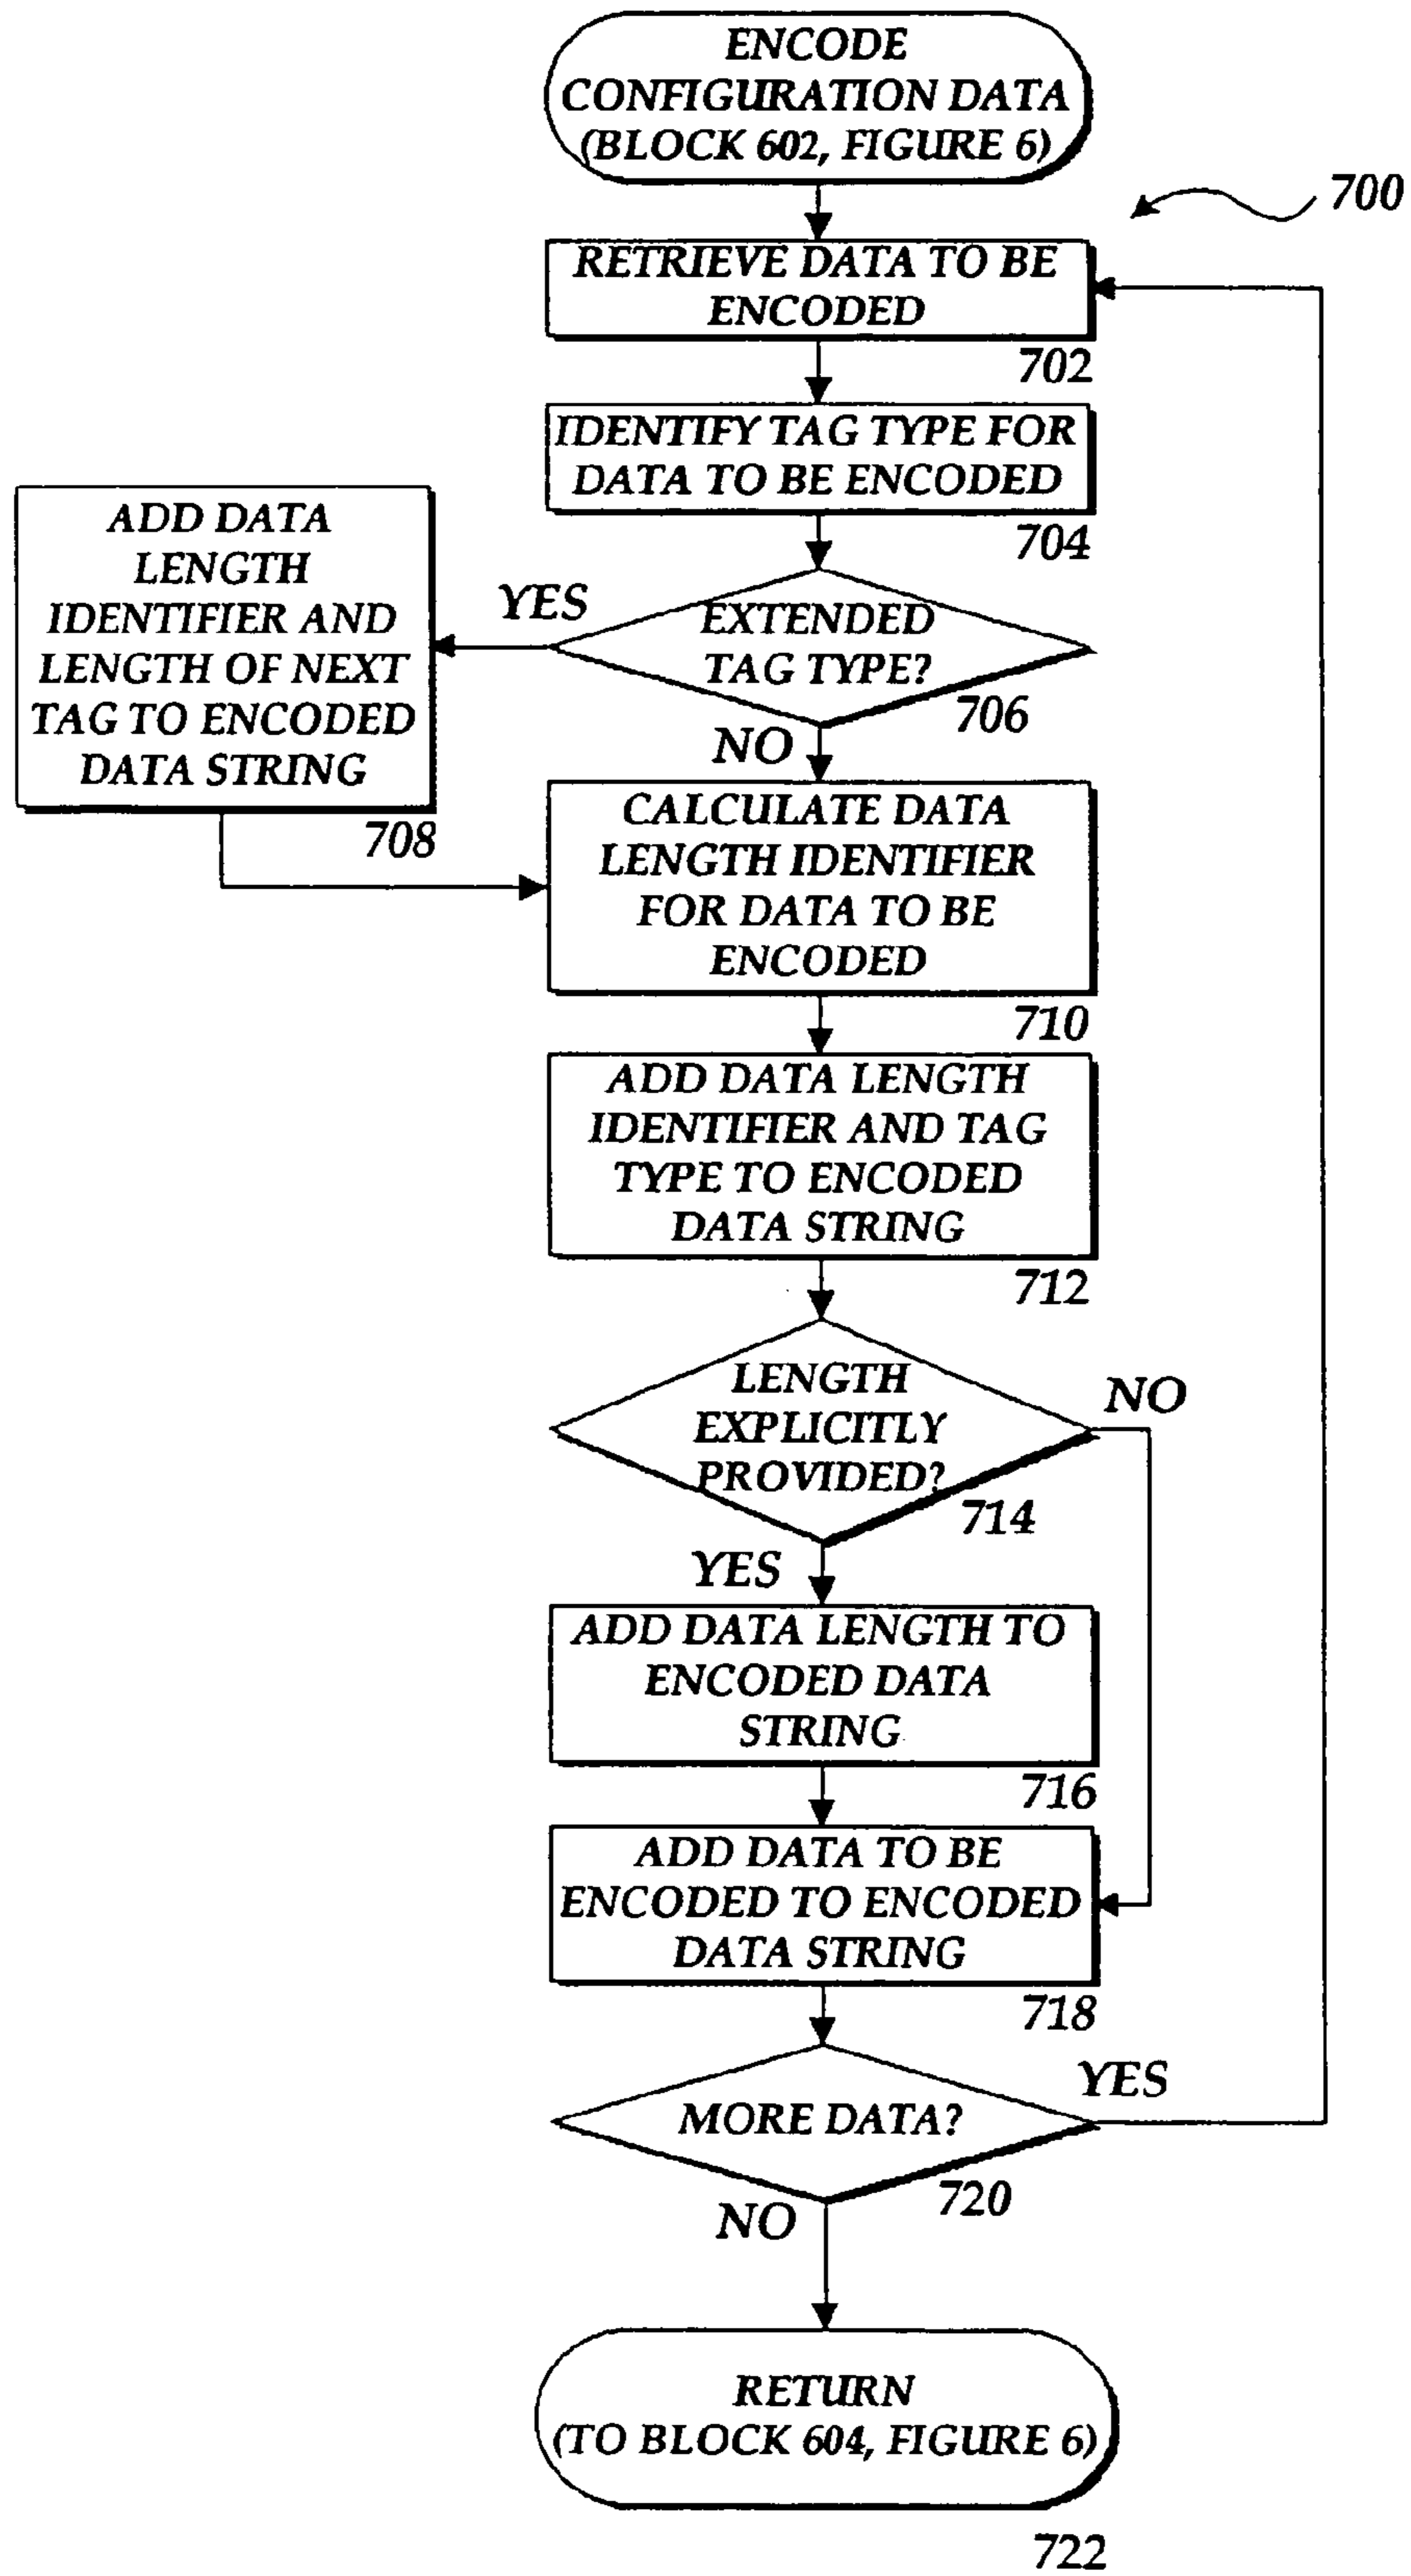 ENCODE
CONFIGURATION DATA
(BLOCK 602, FIGURE 6)
700
RETRIEVE DATA TO BE
ENCODED
702
IDENTIFY TAG TYPE FOR
DATA TO BE ENCODED
704
EXTENDED
TAG TYPE?
706
YES
NO
ADD DATA
LENGTH
IDENTIFIER AND
LENGTH OF NEXT
TAG TO ENCODED
DATA STRING
708
CALCULATE DATA
LENGTH IDENTIFIER
FOR DATA TO BE
ENCODED
710
ADD DATA LENGTH
IDENTIFIER AND TAG
TYPE TO ENCODED
DATA STRING
712
LENGTH
EXPLICITLY
PROVIDED?
714
NO
YES
ADD DATA LENGTH TO
ENCODED DATA
STRING
716
ADD DATA TO BE
ENCODED TO ENCODED
DATA STRING
718
MORE DATA?
720
YES
NO
RETURN
(TO BLOCK 604, FIGURE 6)
722